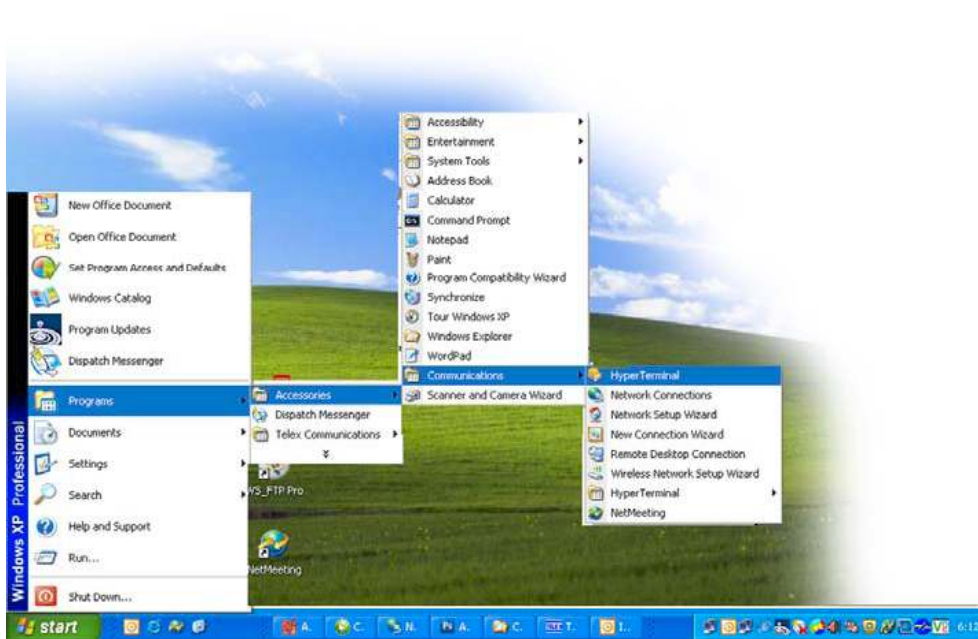 Accessibility
Entertainment
System Tools
Address Book
Calculator
Command Prompt
Notepad
Paint
Program Compatibility Wizard
Synchronize
Tour Windows XP
Windows Explorer
WordPad
Communications
Scanner and Camera Wizard
New Office Document
Open Office Document
Set Program Access and Defaults
Windows Catalog
Program Updates
Dispatch Messenger
Programs
Documents
Settings
Search
Help and Support
Run...
Shut Down...
Windows XP Professional
Accessories
Dispatch Messenger
Telex Communications
HyperTerminal
Network Connections
Network Setup Wizard
New Connection Wizard
Remote Desktop Connection
Wireless Network Setup Wizard
HyperTerminal
NetMeeting
WS_FTP Pro
NetMeeting
start
A.
C.
N.
A.
C.
T.
I..